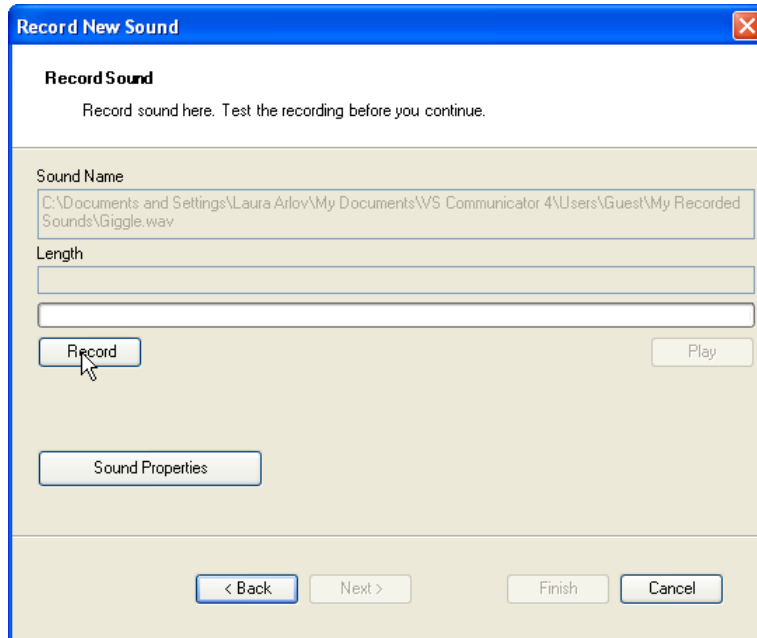 Record New Sound
Record Sound
Record sound here. Test the recording before you continue.
Sound Name
C:\Documents and Settings\Laura Arlov\My Documents\VS Communicator 4\Users\Guest\My Recorded
Sounds\Giggle.wav
Length
Record
Play
Sound Properties
< Back
Next >
Finish
Cancel